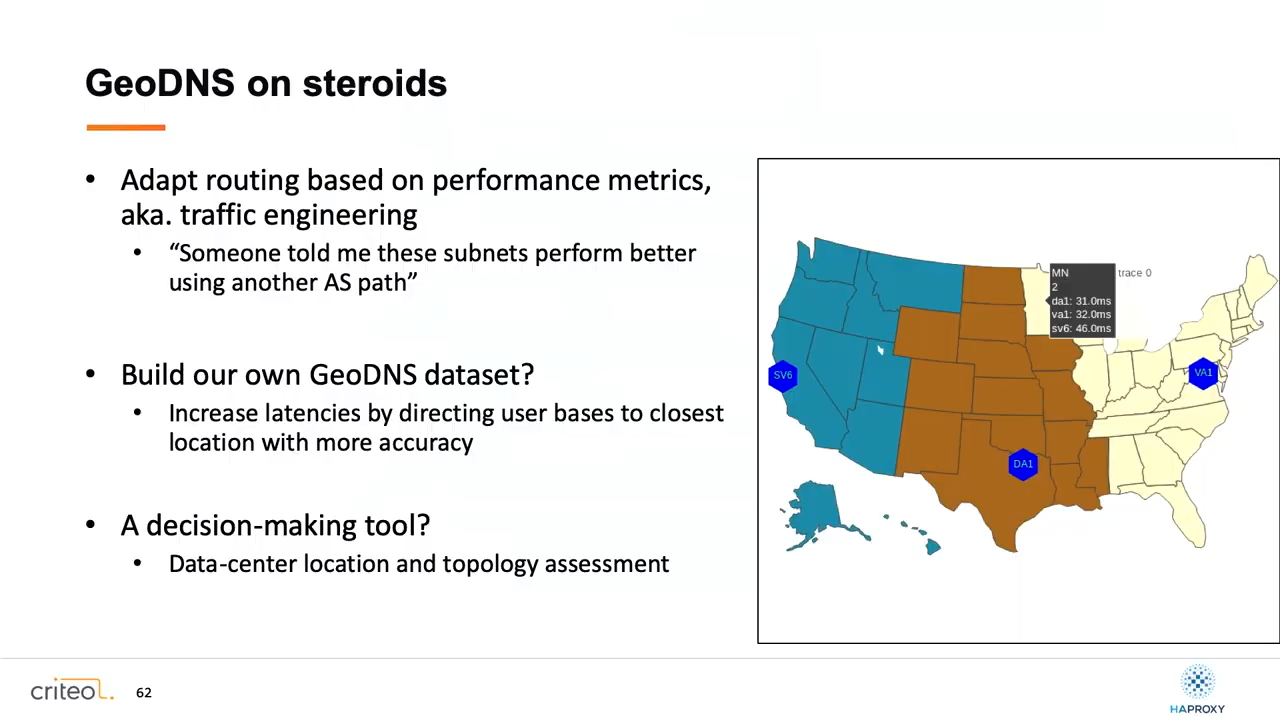 GeoDNS on steroids
• Adapt routing based on performance metrics,
aka. traffic engineering
• “Someone told me these subnets perform better
using another AS path”
• Build our own GeoDNS dataset?
• Increase latencies by directing user bases to closest
location with more accuracy
• A decision-making tool?
• Data-center location and topology assessment
MN
trace 0
2
da1: 31.0ms
va1: 32.0ms
sv6: 46.0ms
SV6
VA1
DA1
criteo
62
HAPROXY